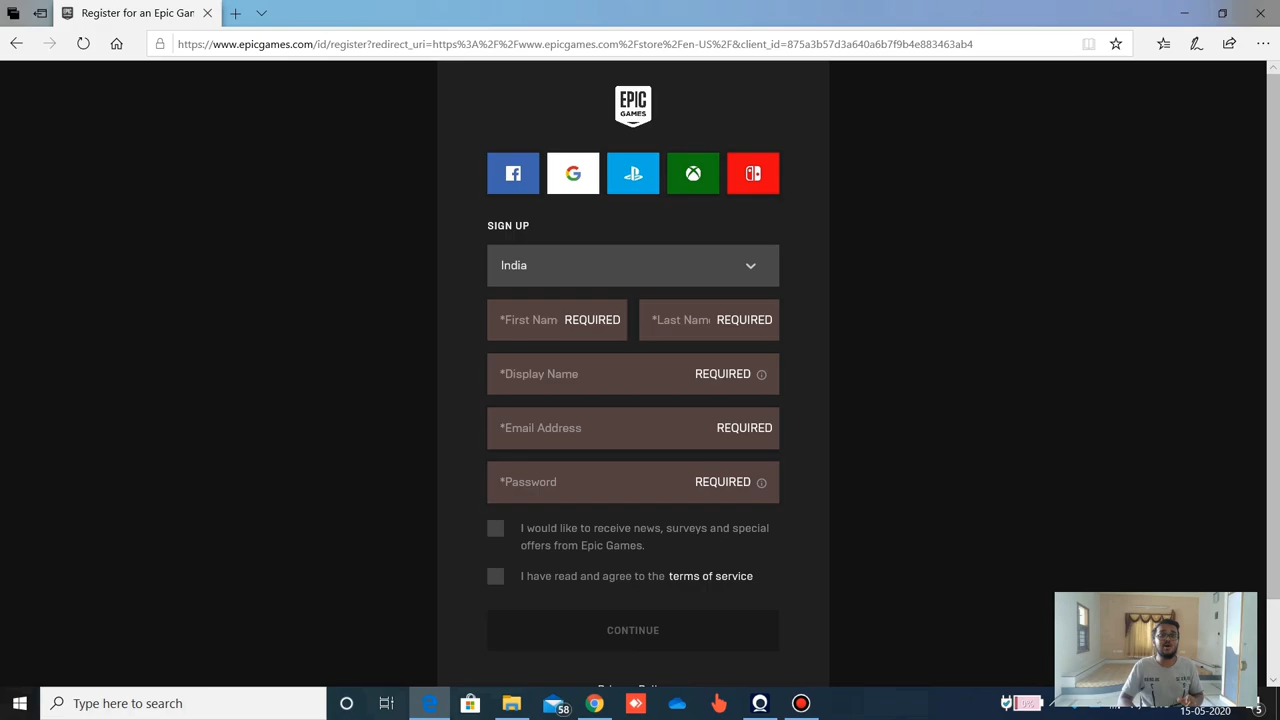 Register for an Epic Gam
https://www.epicgames.com/id/register?redirect_uri=https%3A%2F%2Fwww.epicgames.com%2Fstore%2Fen-US%2F&client_id=875a3b57d3a640a6b7f9b4e883463ab4
EPIC
GAMES
SIGN UP
India
*First Nam REQUIRED *Last Nam REQUIRED
*Display Name REQUIRED
*Email Address REQUIRED
*Password REQUIRED
I would like to receive news, surveys and special
offers from Epic Games.
I have read and agree to the terms of service
CONTINUE
Type here to search
58
15-05-2020
5